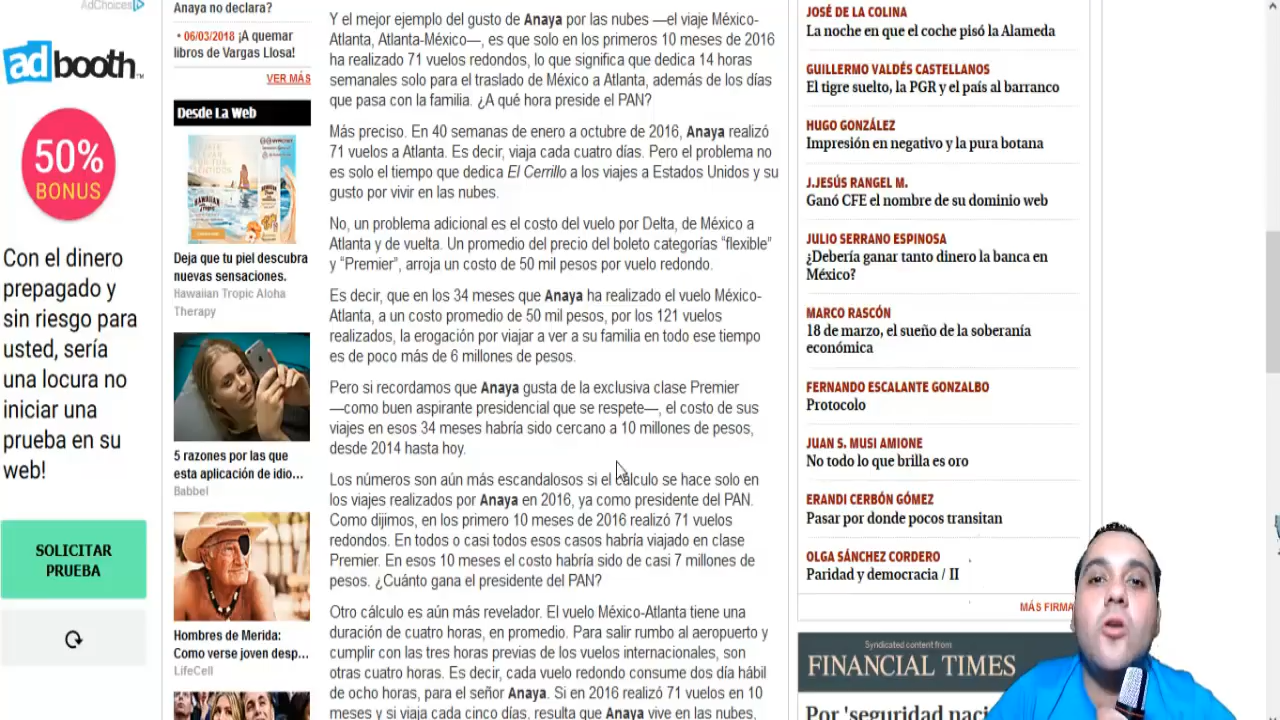 AdChoices
adbooth
50%
BONUS
Con el dinero
prepagado y
sin riesgo para
usted, sería
una locura no
iniciar una
prueba en su
web!
SOLICITAR
PRUEBA
Anaya no declara?
• 06/03/2018 ¡A quemar
libros de Vargas Llosa!
VER MÁS
Desde La Web
Deja que tu piel descubra
nuevas sensaciones.
Hawaiian Tropic Aloha
Therapy
5 razones por las que
esta aplicación de idio...
Babbel
Hombres de Merida:
Como verse joven desp...
LifeCell
Y el mejor ejemplo del gusto de Anaya por las nubes —el viaje México-
Atlanta, Atlanta-México—, es que solo en los primeros 10 meses de 2016
ha realizado 71 vuelos redondos, lo que significa que dedica 14 horas
semanales solo para el traslado de México a Atlanta, además de los días
que pasa con la familia. ¿A qué hora preside el PAN?
Más preciso. En 40 semanas de enero a octubre de 2016, Anaya realizó
71 vuelos a Atlanta. Es decir, viaja cada cuatro días. Pero el problema no
es solo el tiempo que dedica El Cerrillo a los viajes a Estados Unidos y su
gusto por vivir en las nubes.
No, un problema adicional es el costo del vuelo por Delta, de México a
Atlanta y de vuelta. Un promedio del precio del boleto categorías “flexible”
y “Premier”, arroja un costo de 50 mil pesos por vuelo redondo.
Es decir, que en los 34 meses que Anaya ha realizado el vuelo México-
Atlanta, a un costo promedio de 50 mil pesos, por los 121 vuelos
realizados, la erogación por viajar a ver a su familia en todo ese tiempo
es de poco más de 6 millones de pesos.
Pero si recordamos que Anaya gusta de la exclusiva clase Premier
—como buen aspirante presidencial que se respete—, el costo de sus
viajes en esos 34 meses habría sido cercano a 10 millones de pesos,
desde 2014 hasta hoy.
Los números son aún más escandalosos si el cálculo se hace solo en
los viajes realizados por Anaya en 2016, ya como presidente del PAN.
Como dijimos, en los primero 10 meses de 2016 realizó 71 vuelos
redondos. En todos o casi todos esos casos habría viajado en clase
Premier. En esos 10 meses el costo habría sido de casi 7 millones de
pesos. ¿Cuánto gana el presidente del PAN?
Otro cálculo es aún más revelador. El vuelo México-Atlanta tiene una
duración de cuatro horas, en promedio. Para salir rumbo al aeropuerto y
cumplir con las tres horas previas de los vuelos internacionales, son
otras cuatro horas. Es decir, cada vuelo redondo consume dos día hábil
de ocho horas, para el señor Anaya. Si en 2016 realizó 71 vuelos en 10
meses y si viaja cada cinco días, resulta que Anaya vive en las nubes,
JOSÉ DE LA COLINA
La noche en que el coche pisó la Alameda
GUILLERMO VALDÉS CASTELLANOS
El tigre suelto, la PGR y el país al barranco
HUGO GONZÁLEZ
Impresión en negativo y la pura botana
J.JESÚS RANGEL M.
Ganó CFE el nombre de su dominio web
JULIO SERRANO ESPINOSA
¿Debería ganar tanto dinero la banca en
México?
MARCO RASCÓN
18 de marzo, el sueño de la soberanía
económica
FERNANDO ESCALANTE GONZALBO
Protocolo
JUAN S. MUSI AMIONE
No todo lo que brilla es oro
ERANDI CERBÓN GÓMEZ
Pasar por donde pocos transitan
OLGA SÁNCHEZ CORDERO
Paridad y democracia / II
MÁS FIRMA
Syndicated content from
FINANCIAL TIMES
Por 'seguridad naci